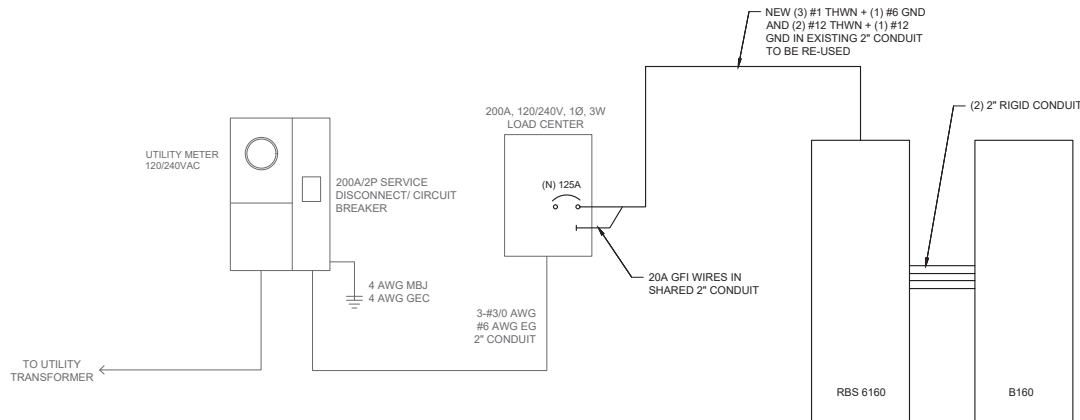 NEW (3) #1 THWN + (1) #6 GND
AND (2) #12 THWN + (1) #12
GND IN EXISTING 2" CONDUIT
TO BE RE-USED
(2) 2" RIGID CONDUIT
200A, 120/240V, 1Ø, 3W
LOAD CENTER
UTILITY METER
120/240VAC
200A/2P SERVICE
DISCONNECT/ CIRCUIT
BREAKER
(N) 125A
20A GFI WIRES IN
SHARED 2" CONDUIT
4 AWG MBJ
4 AWG GEC
3-#3/0 AWG
#6 AWG EG
2" CONDUIT
TO UTILITY
TRANSFORMER
RBS 6160
B160